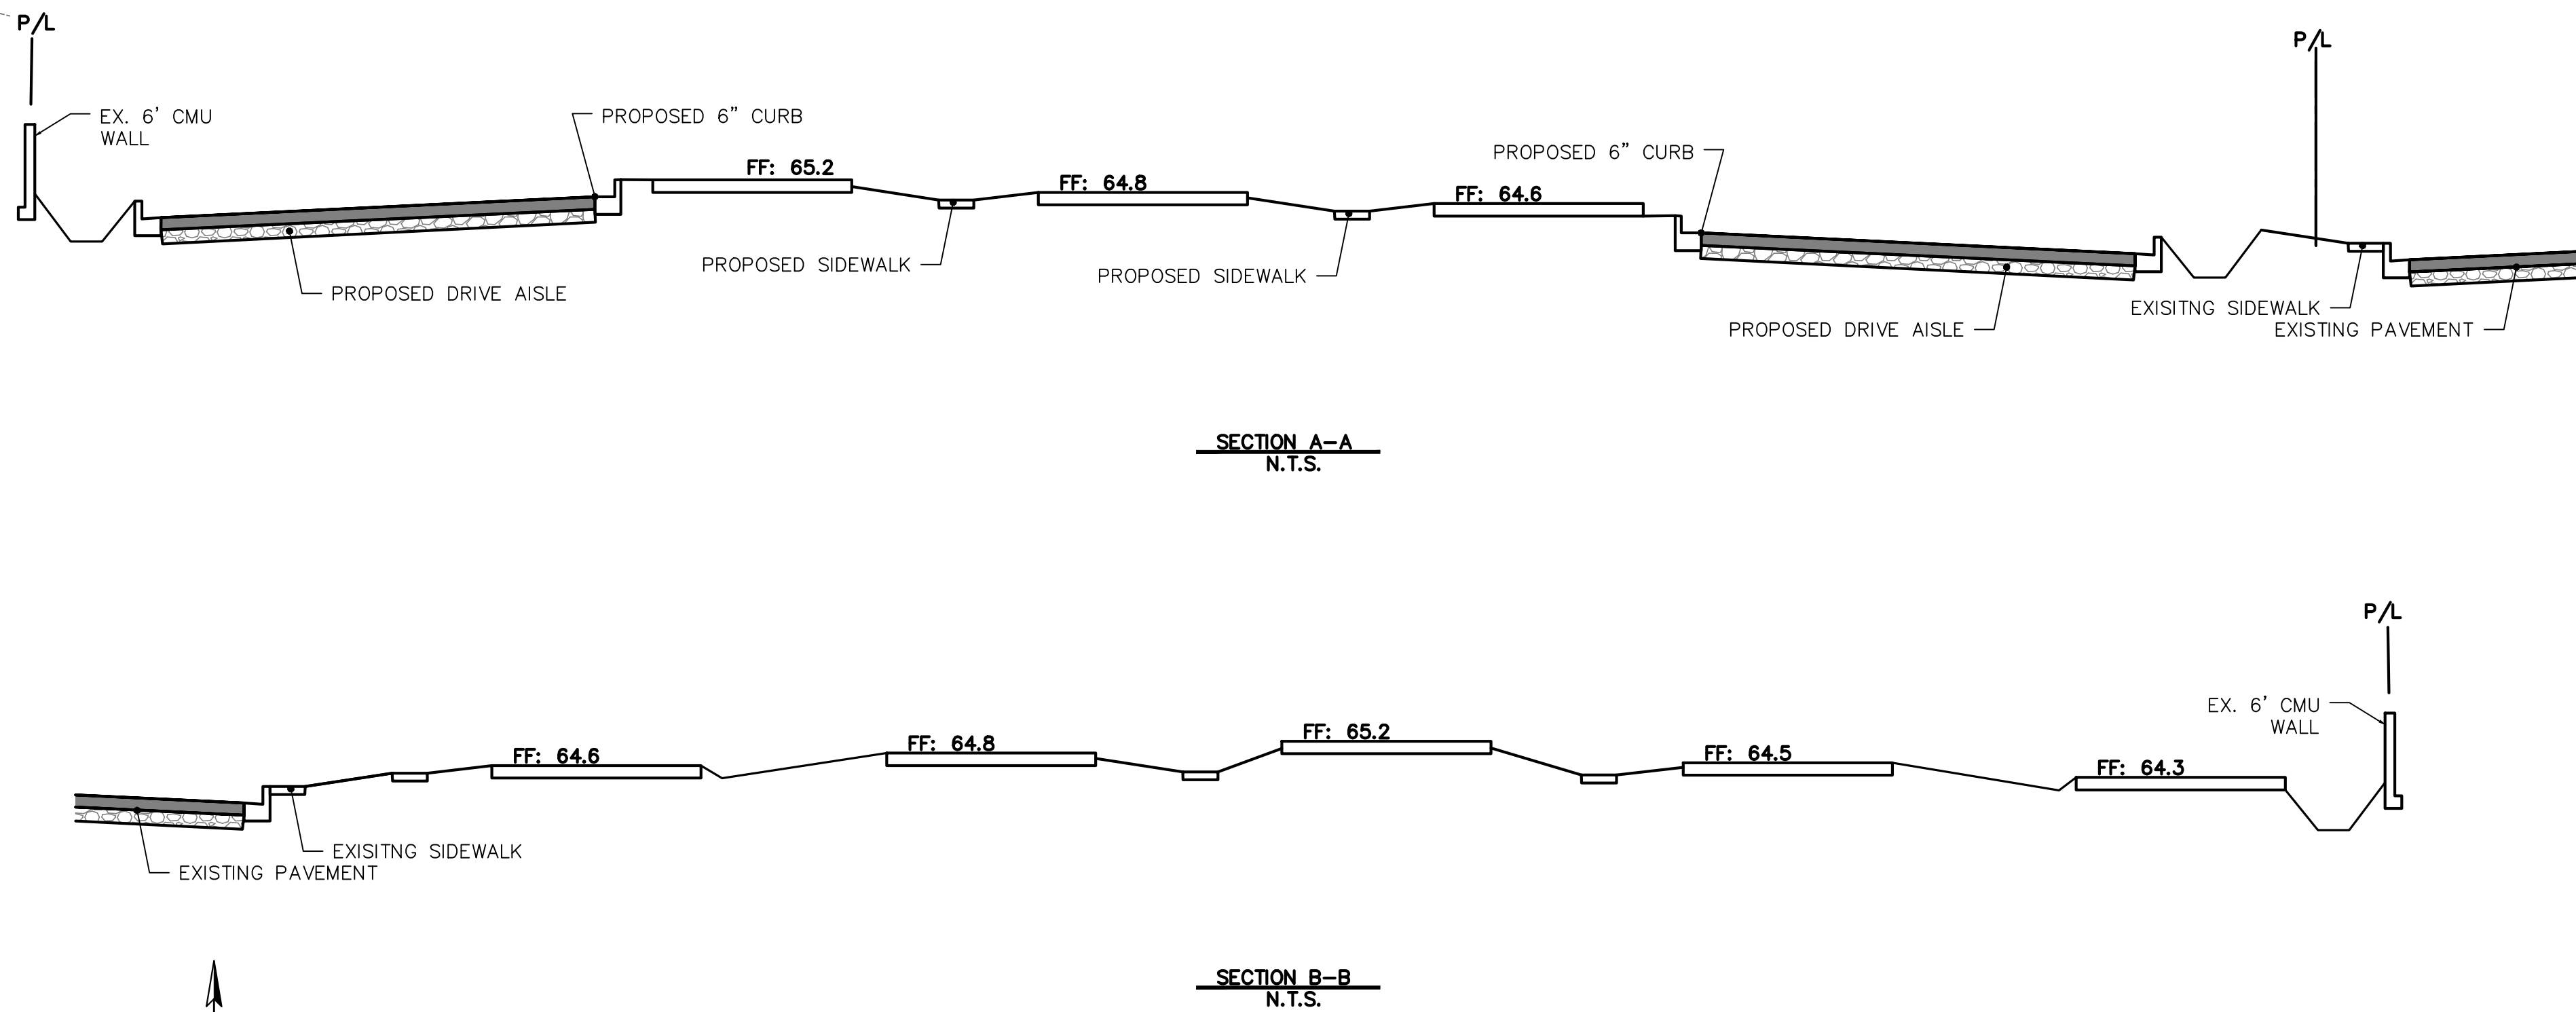 P/L
P/L
EX. 6' CMU
WALL
PROPOSED 6" CURB
PROPOSED 6" CURB
FF: 65.2
FF: 64.8
FF: 64.6
PROPOSED SIDEWALK
PROPOSED SIDEWALK
PROPOSED DRIVE AISLE
EXISITNG SIDEWALK
PROPOSED DRIVE AISLE
EXISTING PAVEMENT
SECTION A-A
N.T.S.
P/L
EX. 6' CMU
WALL
FF: 64.6
FF: 64.8
FF: 65.2
FF: 64.5
FF: 64.3
EXISITNG SIDEWALK
EXISTING PAVEMENT
SECTION B-B
N.T.S.